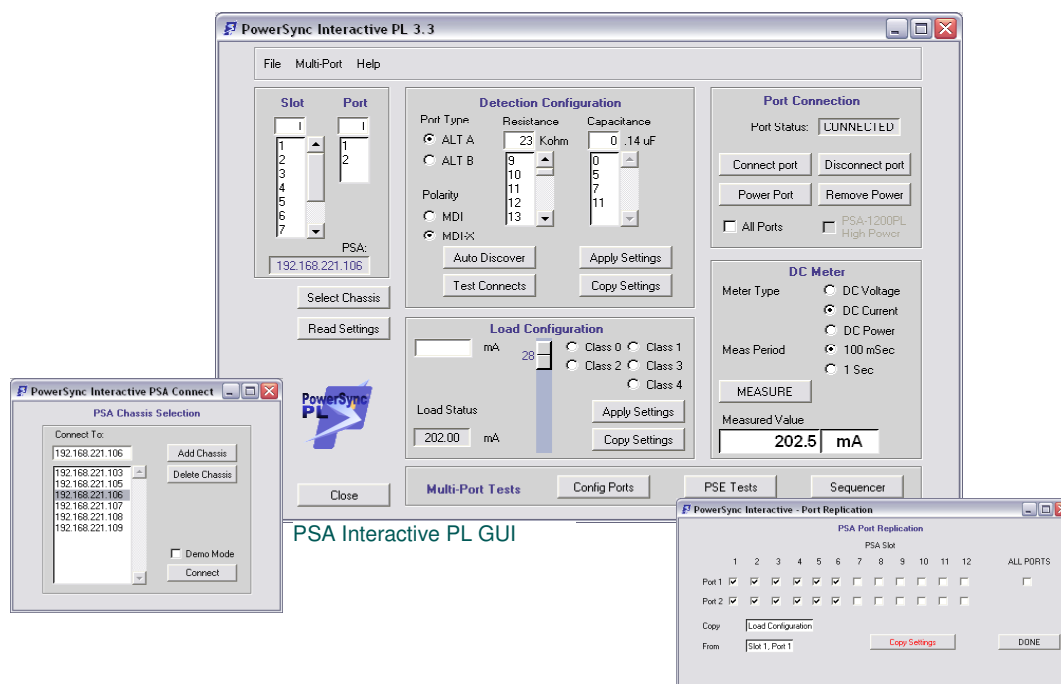 PowerSync Interactive PL 3.3
File Multi-Port Help
Slot Port
1 1
1
2
3
4
5
6
7
1
2
PSA:
192.168.221.106
Select Chassis
Read Settings
PowerSync
PL
Close
Detection Configuration
Port Type Resistance Capacitance
ALT A 23 Kohm 0 .14 uF
ALT B
9
10
11
12
13
0
5
7
11
Polarity
MDI
MDI-X
Auto Discover Apply Settings
Test Connects Copy Settings
Load Configuration
mA 28 Class 0 Class 1
Class 2 Class 3
Class 4
Load Status Apply Settings
202.00 mA Copy Settings
Port Connection
Port Status: CONNECTED
Connect port Disconnect port
Power Port Remove Power
All Ports PSA-1200PL
High Power
DC Meter
Meter Type DC Voltage
DC Current
DC Power
Meas Period 100 mSec
1 Sec
MEASURE
Measured Value
202.5 mA
Multi-Port Tests Config Ports PSE Tests Sequencer
PSA Interactive PL GUI
PowerSync Interactive PSA Connect
PSA Chassis Selection
Connect To:
192.168.221.106 Add Chassis
Delete Chassis
192.168.221.103
192.168.221.105
192.168.221.106
192.168.221.107
192.168.221.108
192.168.221.109
Demo Mode
Connect
PowerSync Interactive - Port Replication
PSA Port Replication
PSA Slot
1 2 3 4 5 6 7 8 9 10 11 12 ALL PORTS
Port 1
Port 2
Copy Load Configuration
From Slot 1, Port 1 Copy Settings DONE